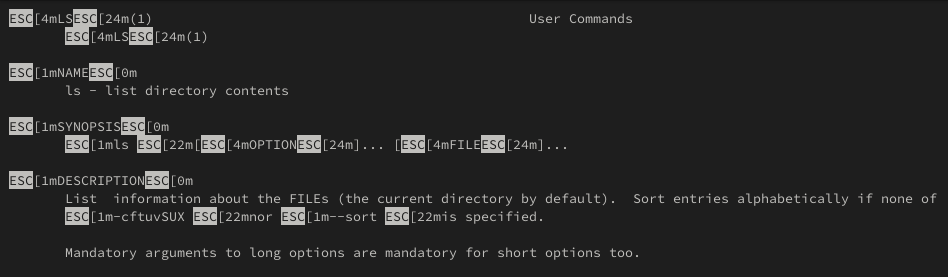 ESC[4mLSESC[24m(1) User Commands
ESC[4mLSESC[24m(1)
ESC[1mNAMEESC[0m
ls - list directory contents
ESC[1mSYNOPSISESC[0m
ESC[1mls ESC[22m[ESC[4mOPTIONESC[24m]... [ESC[4mFILEESC[24m]...
ESC[1mDESCRIPTIONESC[0m
List  information about the FILEs (the current directory by default).  Sort entries alphabetically if none of
ESC[1m-cftuvSUX ESC[22mnor ESC[1m--sort ESC[22mis specified.
Mandatory arguments to long options are mandatory for short options too.